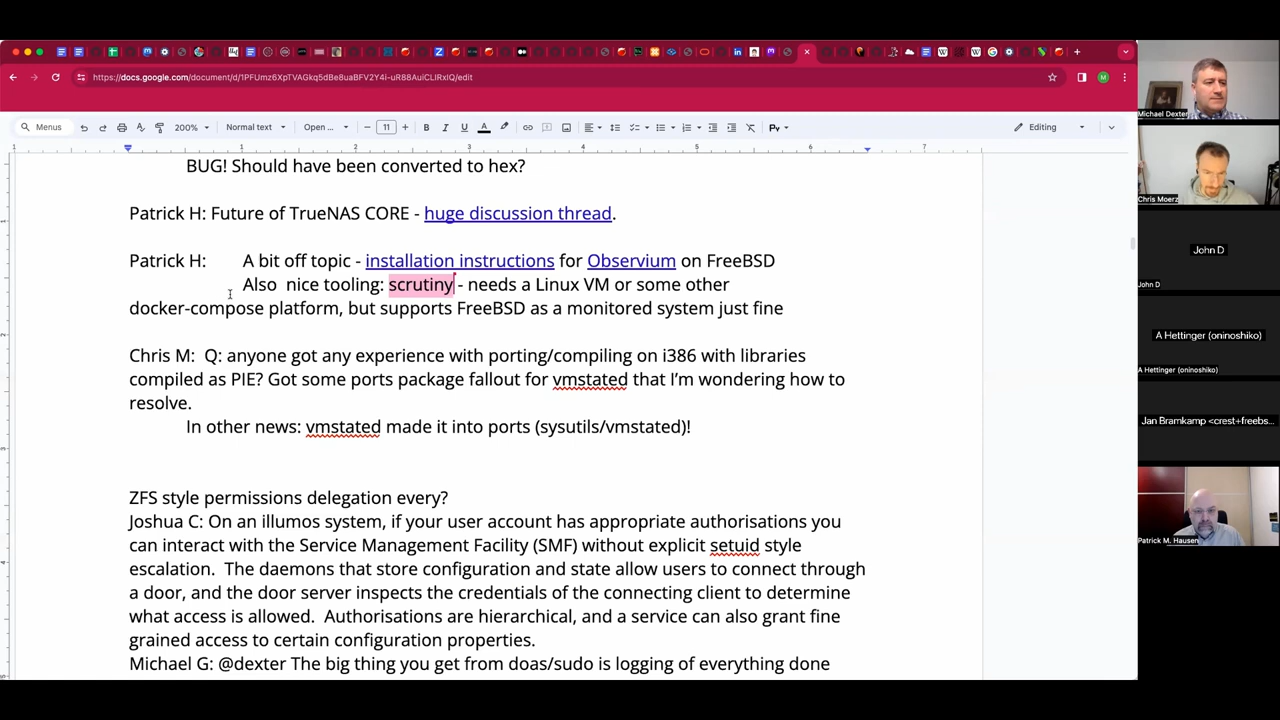 https://docs.google.com/document/d/1PFUmz6XpTVAGkq5dBe8uaBFV2Y4i-uR88AuiCLIRxIQ/edit
Menus
200%
Normal text
Open ...
11
Editing
1 1 2 3 4 5 6 7
BUG! Should have been converted to hex?
Patrick H: Future of TrueNAS CORE - huge discussion thread.
Patrick H: A bit off topic - installation instructions for Observium on FreeBSD
Also nice tooling: scrutiny - needs a Linux VM or some other
docker-compose platform, but supports FreeBSD as a monitored system just fine
Chris M: Q: anyone got any experience with porting/compiling on i386 with libraries
compiled as PIE? Got some ports package fallout for vmstated that I'm wondering how to
resolve.
In other news: vmstated made it into ports (sysutils/vmstated)!
ZFS style permissions delegation every?
Joshua C: On an illumos system, if your user account has appropriate authorisations you
can interact with the Service Management Facility (SMF) without explicit setuid style
escalation. The daemons that store configuration and state allow users to connect through
a door, and the door server inspects the credentials of the connecting client to determine
what access is allowed. Authorisations are hierarchical, and a service can also grant fine
grained access to certain configuration properties.
Michael G: @dexter The big thing you get from doas/sudo is logging of everything done
Michael Dexter
Chris Moerz
John D
John D
A Hettinger (oninoshiko)
A Hettinger (oninoshiko)
Jan Bramkamp <crest+freebs...
Patrick M. Hausen